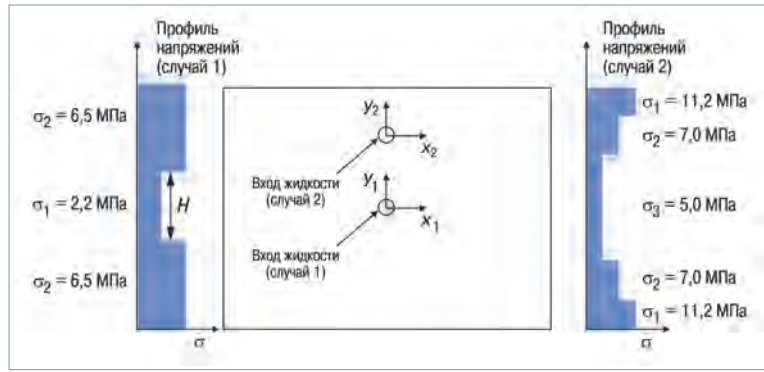 Профиль
напряжений
(случай 1)
σ₂ = 6,5 МПа
σ₁ = 2,2 МПа
H
σ₂ = 6,5 МПа
σ
y₂
x₂
Вход жидкости
(случай 2)
y₁
x₁
Вход жидкости
(случай 1)
Профиль
напряжений
(случай 2)
σ₁ = 11,2 МПа
σ₂ = 7,0 МПа
σ₃ = 5,0 МПа
σ₂ = 7,0 МПа
σ₁ = 11,2 МПа
σ